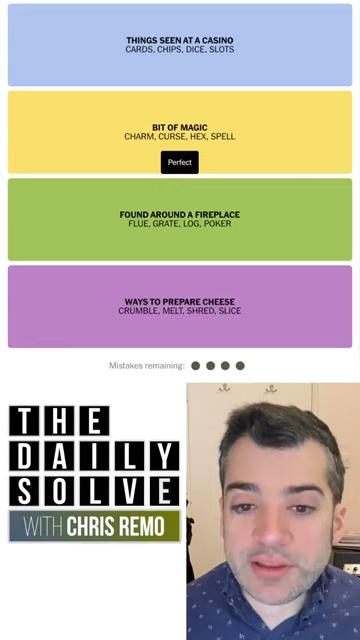 THINGS SEEN AT A CASINO
CARDS, CHIPS, DICE, SLOTS
BIT OF MAGIC
CHARM, CURSE, HEX, SPELL
Perfect
FOUND AROUND A FIREPLACE
FLUE, GRATE, LOG, POKER
WAYS TO PREPARE CHEESE
CRUMBLE, MELT, SHRED, SLICE
Mistakes remaining:
THE
DAILY
SOLVE
WITH CHRIS REMO